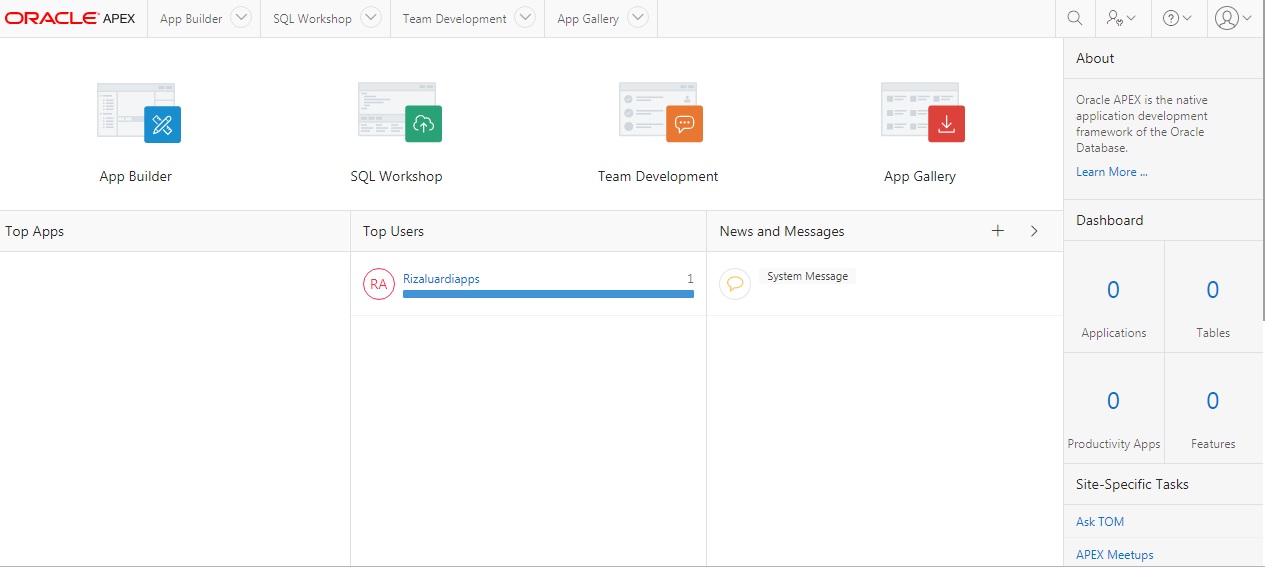 ORACLE APEX
App Builder
SQL Workshop
Team Development
App Gallery
App Builder
SQL Workshop
Team Development
App Gallery
Top Apps
Top Users
RA
Rizaluardiapps
1
News and Messages
System Message
About
Oracle APEX is the native
application development
framework of the Oracle
Database.
Learn More ...
Dashboard
0
Applications
0
Tables
0
Productivity Apps
0
Features
Site-Specific Tasks
Ask TOM
APEX Meetups